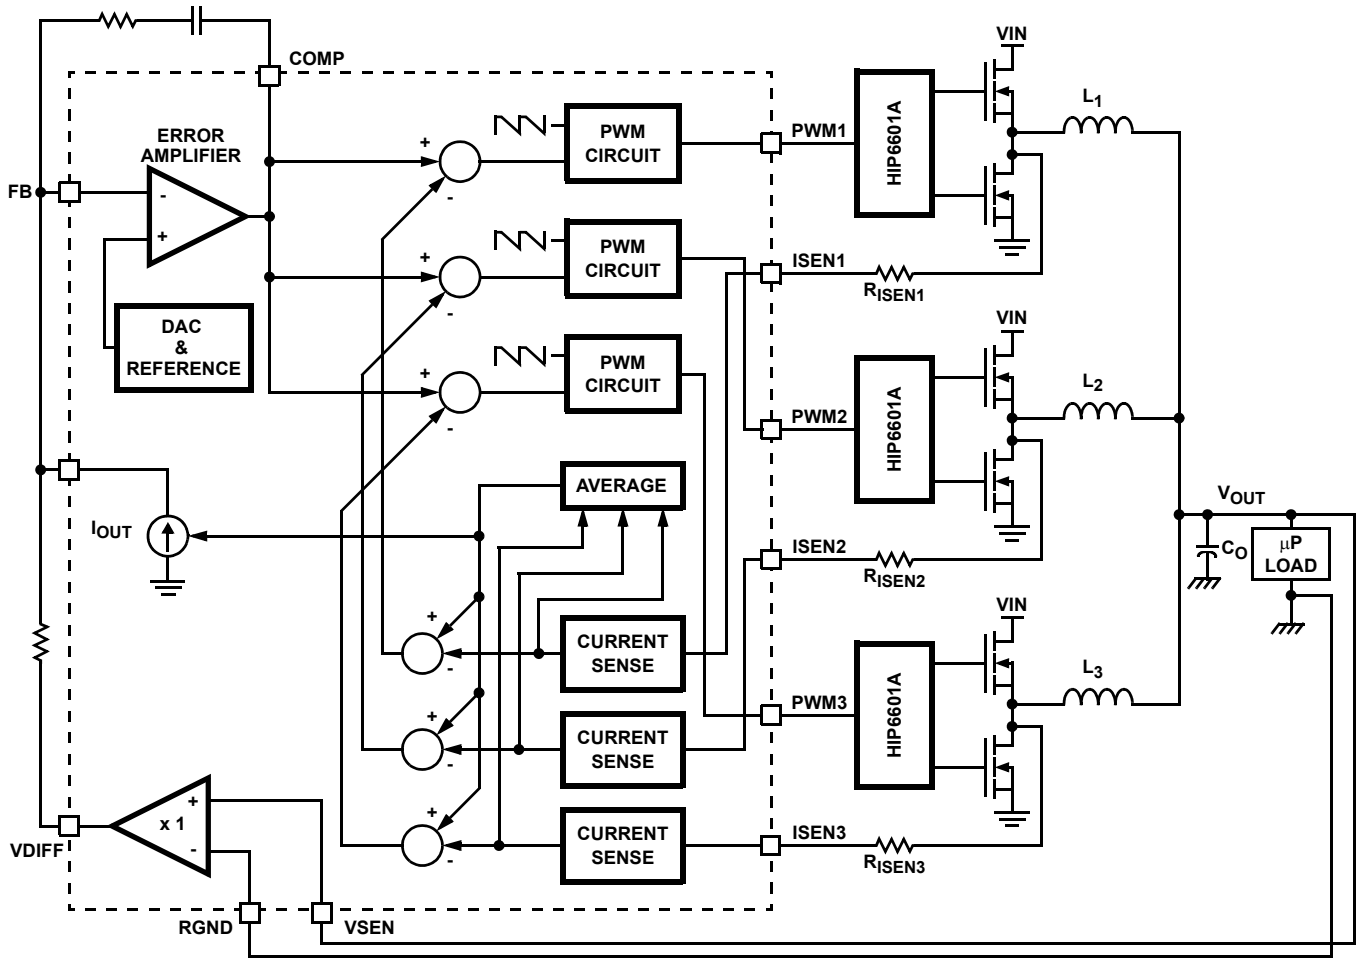 COMP
ERROR
AMPLIFIER
FB
-
+
DAC
&
REFERENCE
IOUT
VDIFF
x 1
+
-
RGND
VSEN
+
-
PWM
CIRCUIT
+
-
PWM
CIRCUIT
+
-
PWM
CIRCUIT
AVERAGE
+
-
CURRENT
SENSE
+
-
CURRENT
SENSE
+
-
CURRENT
SENSE
PWM1
HIP6601A
VIN
L1
ISEN1
RISEN1
PWM2
HIP6601A
VIN
L2
ISEN2
RISEN2
PWM3
HIP6601A
VIN
L3
ISEN3
RISEN3
VOUT
CO
µP
LOAD